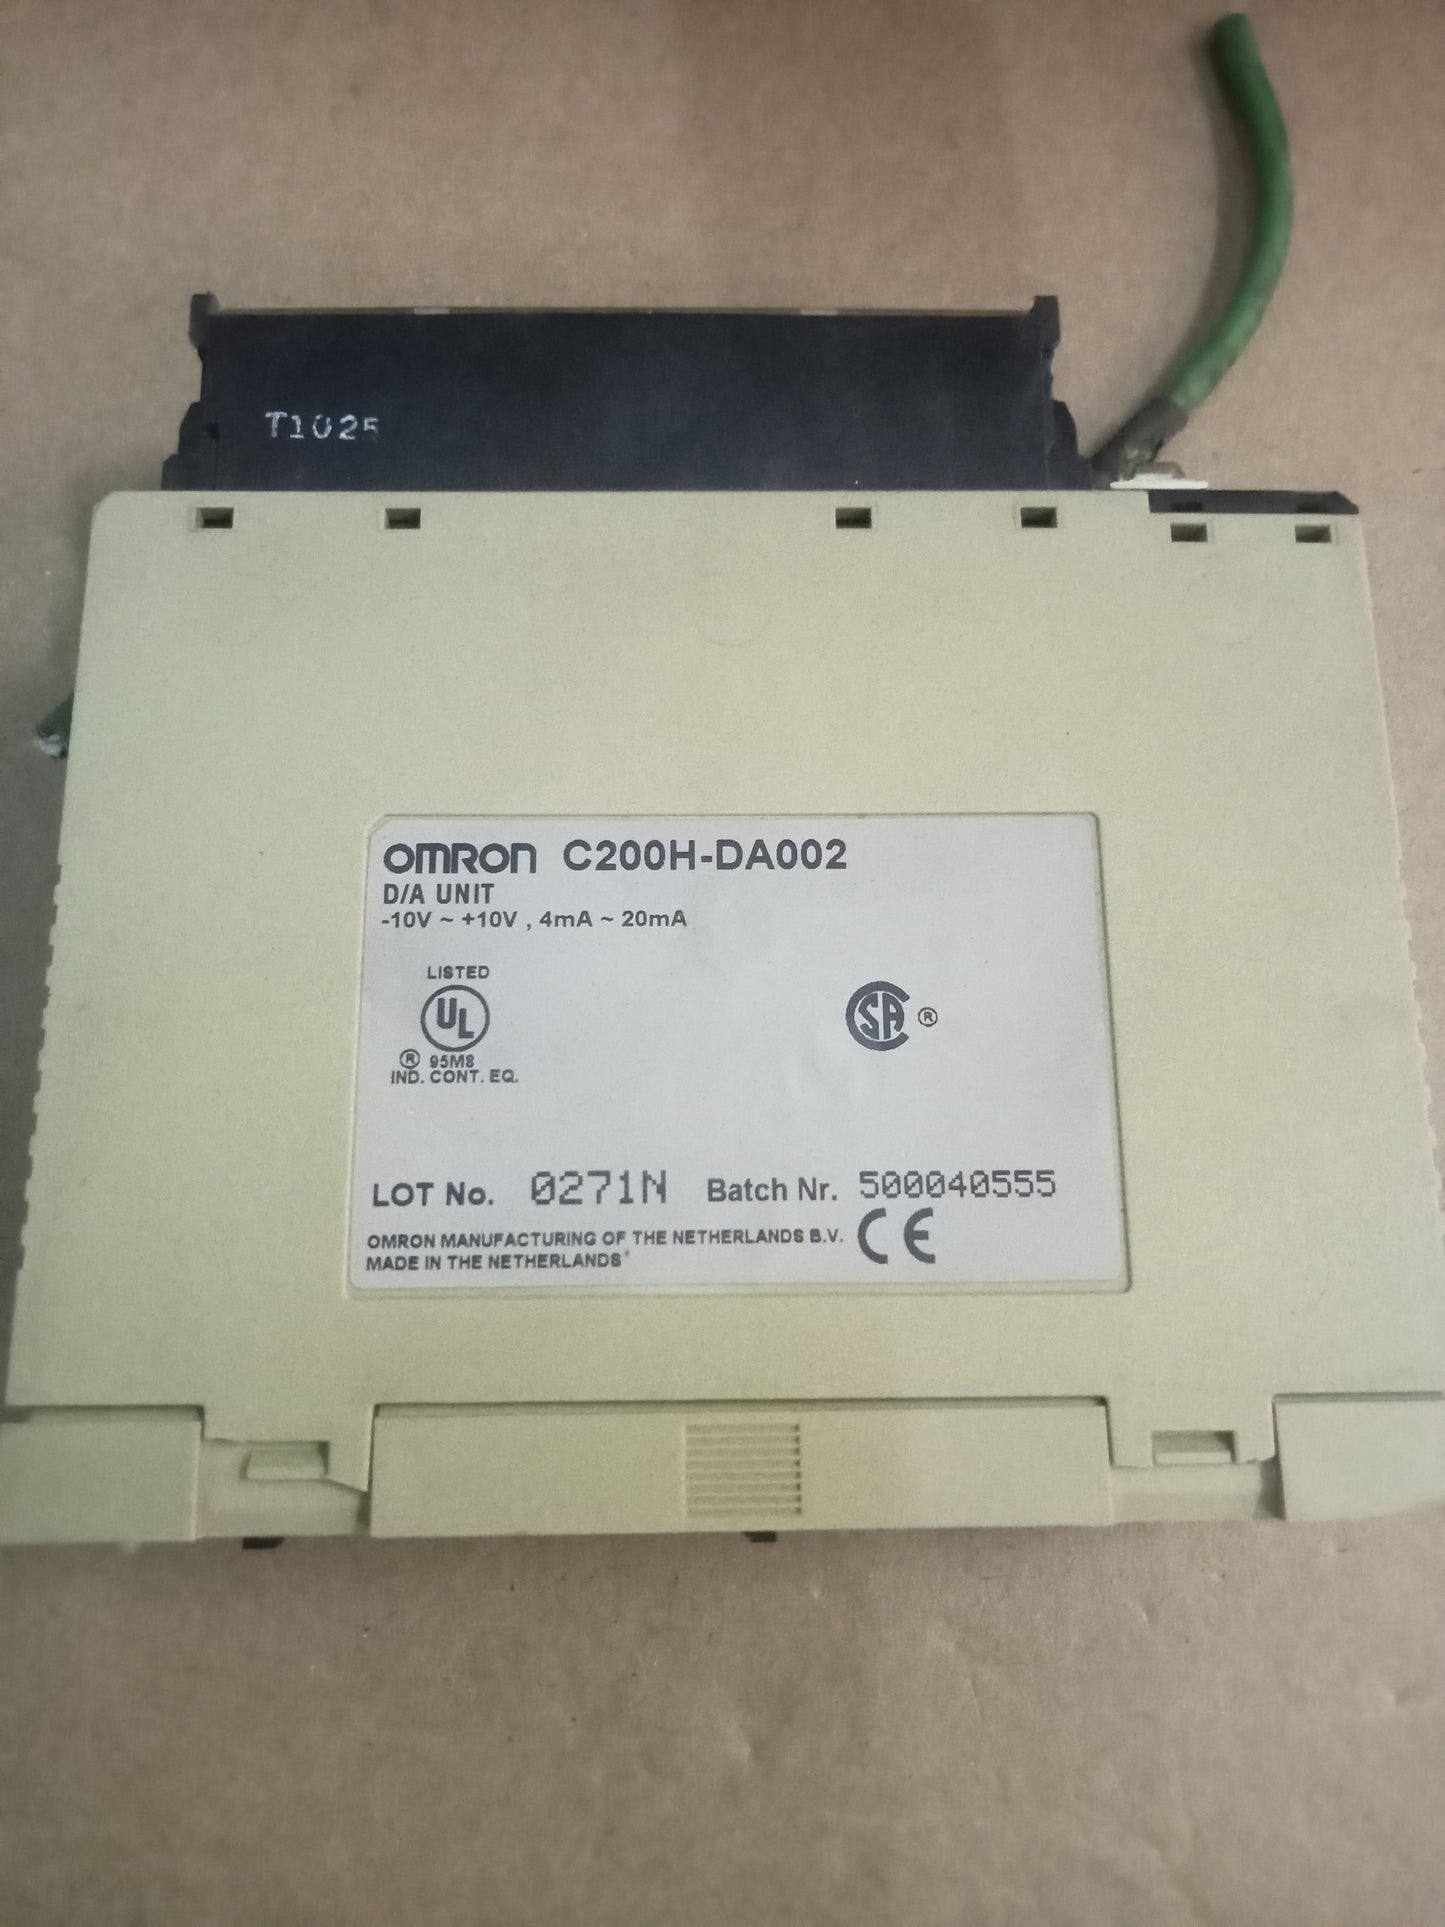 T1025
OMRON C200H-DA002
D/A UNIT
-10V ~ +10V , 4mA ~ 20mA
LISTED
UL
® 95M8
IND. CONT. EQ.
SA ®
LOT No. 0271N Batch Nr. 500040555
OMRON MANUFACTURING OF THE NETHERLANDS B.V. CE
MADE IN THE NETHERLANDS